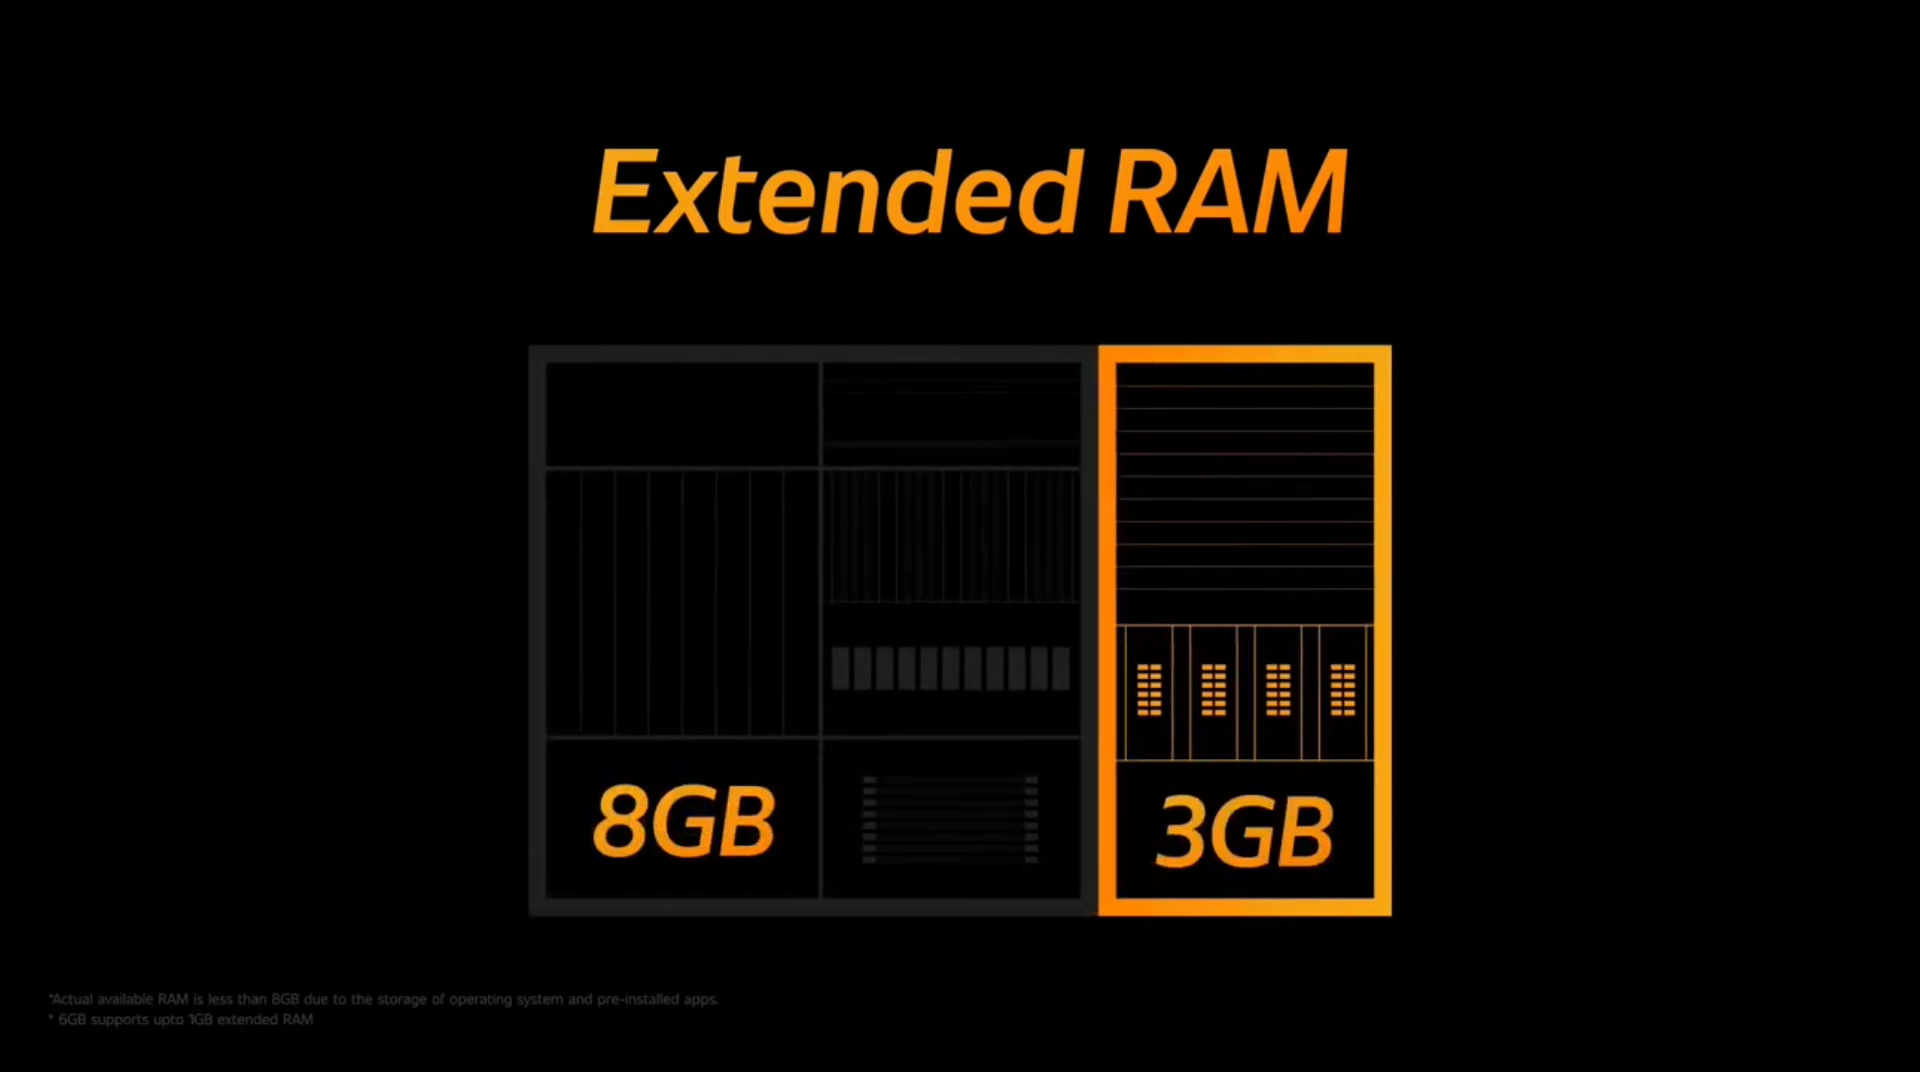 Extended RAM
8GB
3GB
*Actual available RAM is less than 8GB due to the storage of operating system and pre-installed apps.
* 6GB supports upto 1GB extended RAM